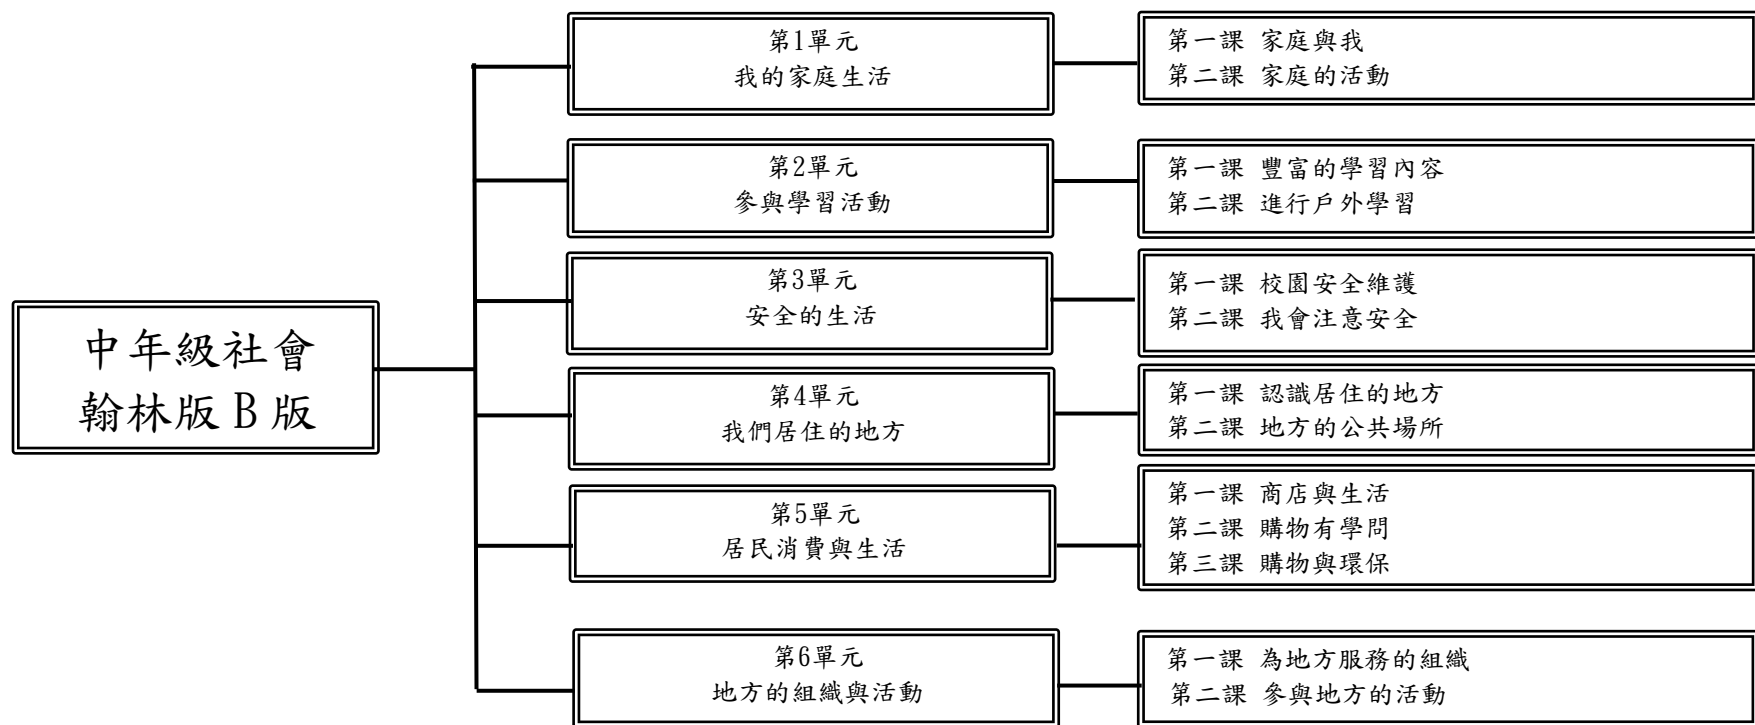 中年級社會
翰林版 B 版
第1單元
我的家庭生活
第一課 家庭與我
第二課 家庭的活動
第2單元
參與學習活動
第一課 豐富的學習內容
第二課 進行戶外學習
第3單元
安全的生活
第一課 校園安全維護
第二課 我會注意安全
第4單元
我們居住的地方
第一課 認識居住的地方
第二課 地方的公共場所
第5單元
居民消費與生活
第一課 商店與生活
第二課 購物有學問
第三課 購物與環保
第6單元
地方的組織與活動
第一課 為地方服務的組織
第二課 參與地方的活動